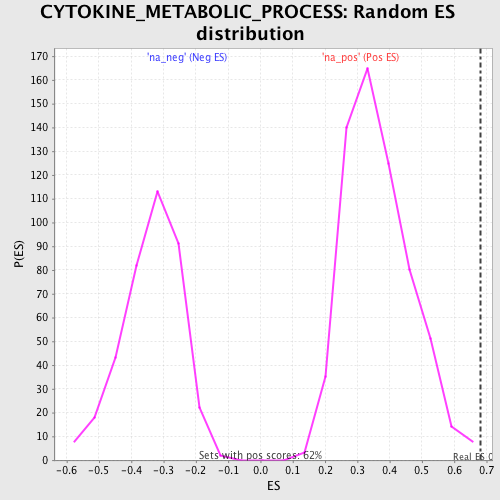 CYTOKINE_METABOLIC_PROCESS: Random ES
distribution
'na_neg' (Neg ES) 'na_pos' (Pos ES)
170
160
150
140
130
120
110
100
90
80
70
60
50
40
30
20
10
0
P(ES)
Sets with pos scores: 62%
Real ES 0
-0.6 -0.5 -0.4 -0.3 -0.2 -0.1 0.0 0.1 0.2 0.3 0.4 0.5 0.6 0.7
ES